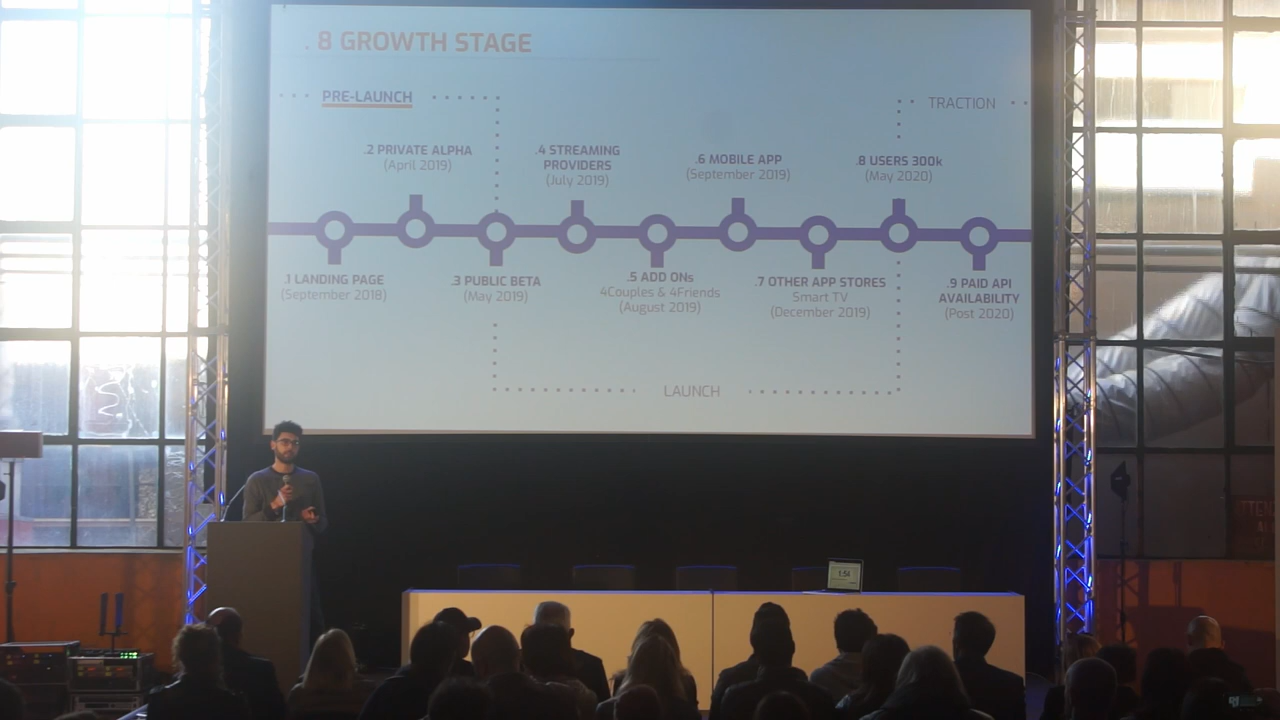 . 8 GROWTH STAGE
PRE-LAUNCH
TRACTION
.2 PRIVATE ALPHA
(April 2019)
.4 STREAMING
PROVIDERS
(July 2019)
.6 MOBILE APP
(September 2019)
.8 USERS 300k
(May 2020)
.1 LANDING PAGE
(September 2018)
.3 PUBLIC BETA
(May 2019)
.5 ADD ONs
4Couples & 4Friends
(August 2019)
.7 OTHER APP STORES
Smart TV
(December 2019)
.9 PAID API
AVAILABILITY
(Post 2020)
LAUNCH